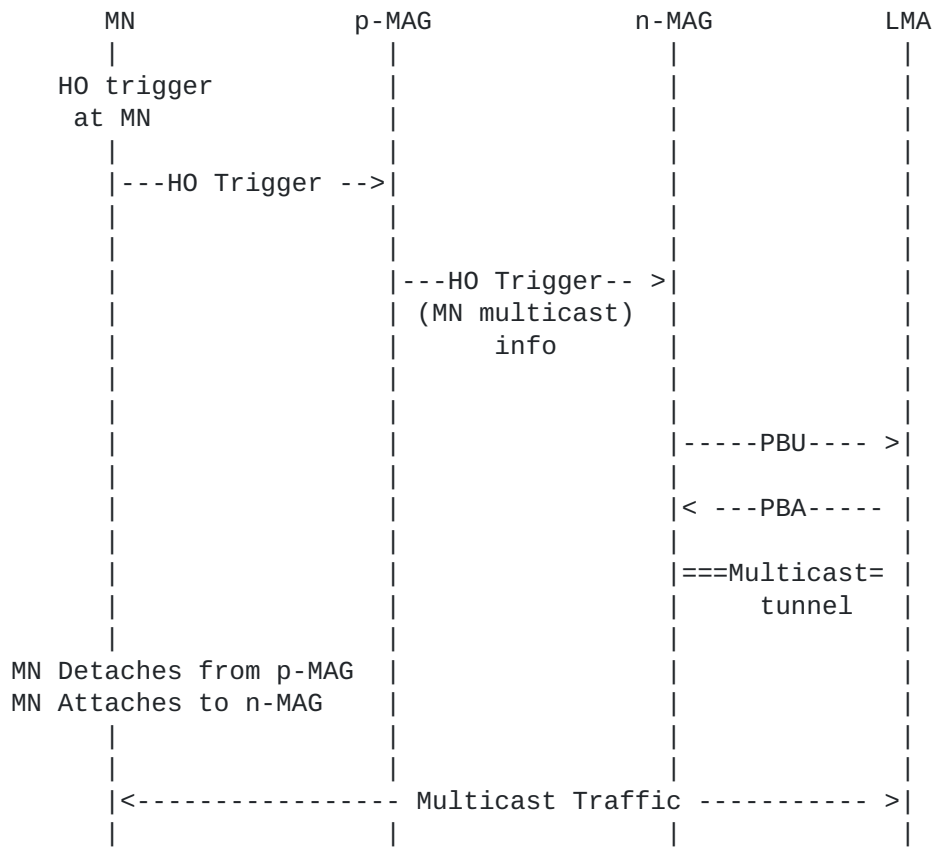 MN p-MAG n-MAG LMA
HO trigger
at MN
---HO Trigger -->
---HO Trigger-- >
(MN multicast)
info
-----PBU---- >
< ---PBA-----
===Multicast=
tunnel
MN Detaches from p-MAG
MN Attaches to n-MAG
<----------------- Multicast Traffic ----------- >